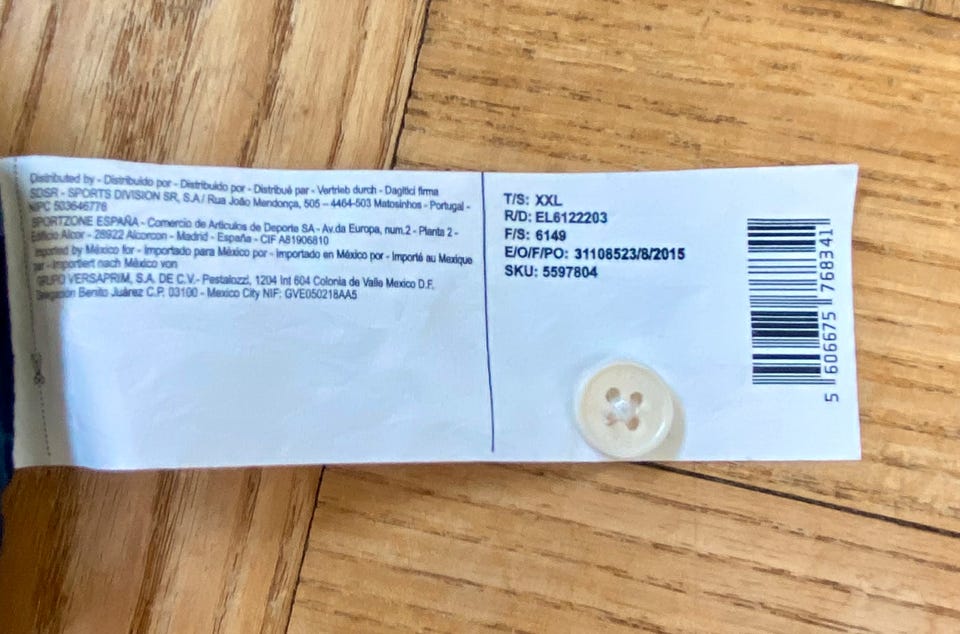 Distributed by - Distribuido por - Distribuído por - Distribué par - Vertrieb durch - Dagitici firma
SDSR - SPORTS DIVISION SR, S.A / Rua João Mendonça, 505 – 4464-503 Matosinhos - Portugal -
NPC 503646778
SPORTZONE ESPAÑA - Comercio de Articulos de Deporte SA - Av.da Europa, num.2 - Planta 2 -
Edificio Alcor - 28922 Alcorcon - Madrid - España - CIF A81906810
Imported by México for - Importado para México por - Importado en México por - Importé au Mexique
par - Importiert nach México von
GRUPO VERSAPRIM, S.A. DE C.V.- Pestalozzi, 1204 Int 604 Colonia de Valle Mexico D.F.
Delegación Benito Juárez C.P. 03100 - Mexico City NIF: GVE050218AA5
T/S: XXL
R/D: EL6122203
F/S: 6149
E/O/F/PO: 31108523/8/2015
SKU: 5597804
5 606675 768341